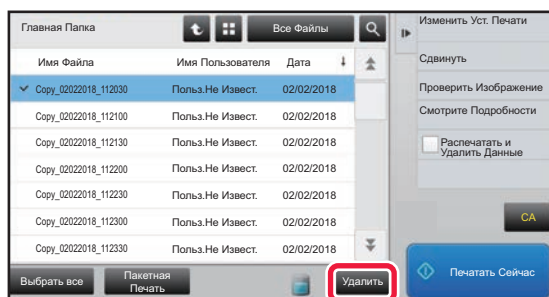 Главная Папка
Все Файлы
Имя Файла Имя Пользователя Дата
Copy_02022018_112030 Польз.Не Извест. 02/02/2018
Copy_02022018_112100 Польз.Не Извест. 02/02/2018
Copy_02022018_112130 Польз.Не Извест. 02/02/2018
Copy_02022018_112200 Польз.Не Извест. 02/02/2018
Copy_02022018_112230 Польз.Не Извест. 02/02/2018
Copy_02022018_112300 Польз.Не Извест. 02/02/2018
Copy_02022018_112330 Польз.Не Извест. 02/02/2018
Выбрать все
Пакетная
Печать
Удалить
Изменить Уст. Печати
Сдвинуть
Проверить Изображение
Смотрите Подробности
Распечатать и
Удалить Данные
CA
Печатать Сейчас